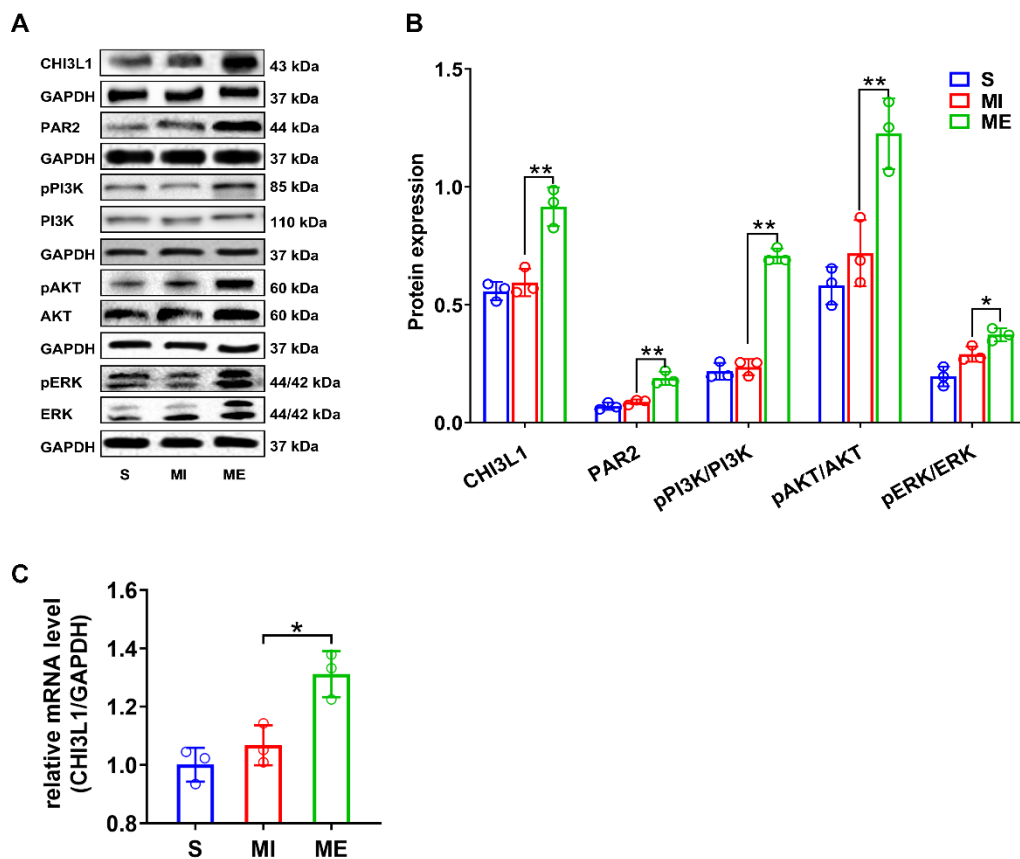 A
CHI3L1 43 kDa
GAPDH 37 kDa
PAR2 44 kDa
GAPDH 37 kDa
pPI3K 85 kDa
PI3K 110 kDa
GAPDH 37 kDa
pAKT 60 kDa
AKT 60 kDa
GAPDH 37 kDa
pERK 44/42 kDa
ERK 44/42 kDa
GAPDH 37 kDa
S MI ME
B
Protein expression
1.5
1.0
0.5
0.0
** ** ** ** *
S
MI
ME
CHI3L1 PAR2 pPI3K/PI3K pAKT/AKT pERK/ERK
C
relative mRNA level
(CHI3L1/GAPDH)
1.6
1.4
1.2
1.0
0.8
*
S MI ME